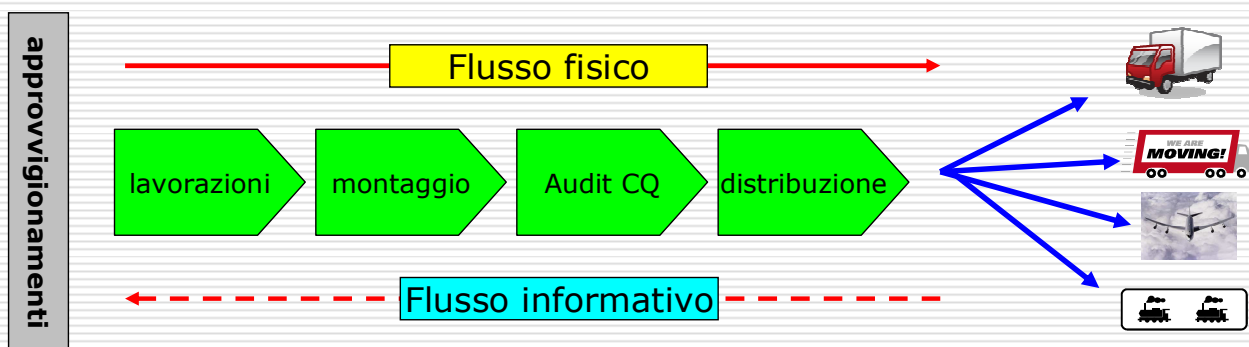 approvvigionamenti
Flusso fisico
lavorazioni
montaggio
Audit CQ
distribuzione
WE ARE
MOVING!
Flusso informativo